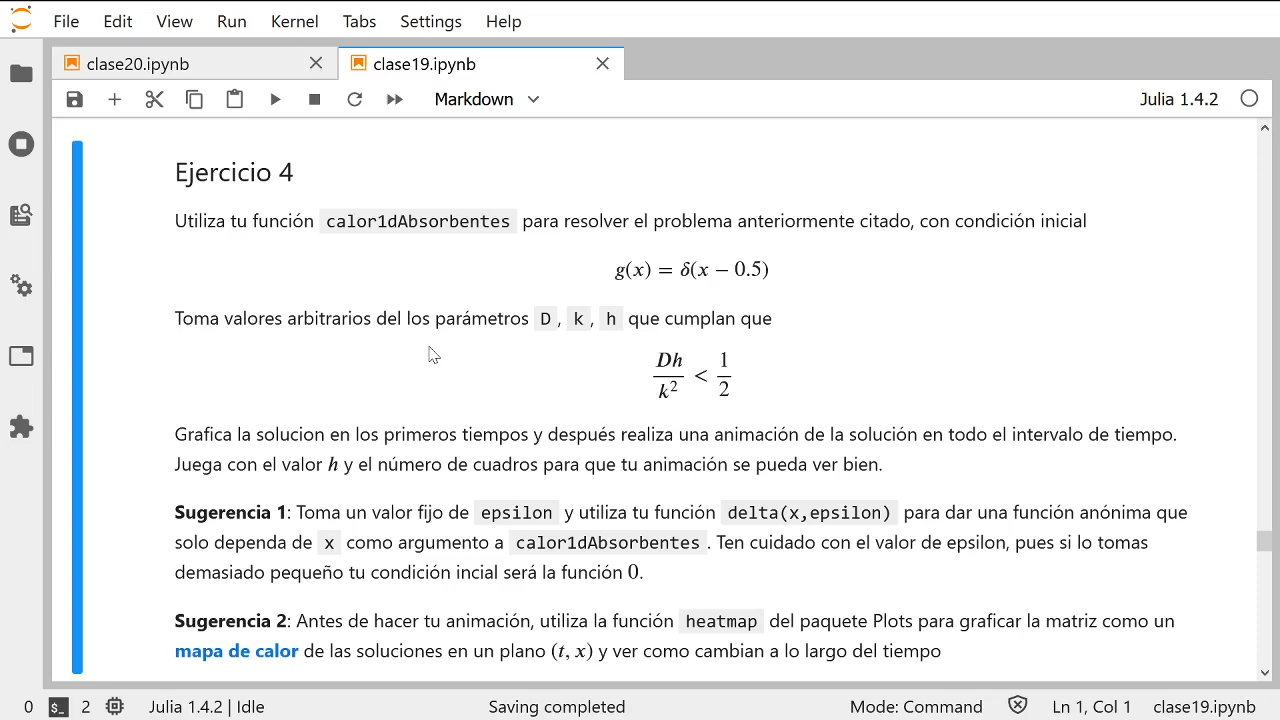 File Edit View Run Kernel Tabs Settings Help
clase20.ipynb clase19.ipynb
Markdown Julia 1.4.2
Ejercicio 4
Utiliza tu función calor1dAbsorbentes para resolver el problema anteriormente citado, con condición inicial
g(x) = δ(x − 0.5)
Toma valores arbitrarios del los parámetros D, k, h que cumplan que
Dh/k² < 1/2
Grafica la solucion en los primeros tiempos y después realiza una animación de la solución en todo el intervalo de tiempo.
Juega con el valor h y el número de cuadros para que tu animación se pueda ver bien.
Sugerencia 1: Toma un valor fijo de epsilon y utiliza tu función delta(x,epsilon) para dar una función anónima que
solo dependa de x como argumento a calor1dAbsorbentes. Ten cuidado con el valor de epsilon, pues si lo tomas
demasiado pequeño tu condición incial será la función 0.
Sugerencia 2: Antes de hacer tu animación, utiliza la función heatmap del paquete Plots para graficar la matriz como un
mapa de calor de las soluciones en un plano (t, x) y ver como cambian a lo largo del tiempo
0 $_ 2 Julia 1.4.2 | Idle Saving completed Mode: Command Ln 1, Col 1 clase19.ipynb